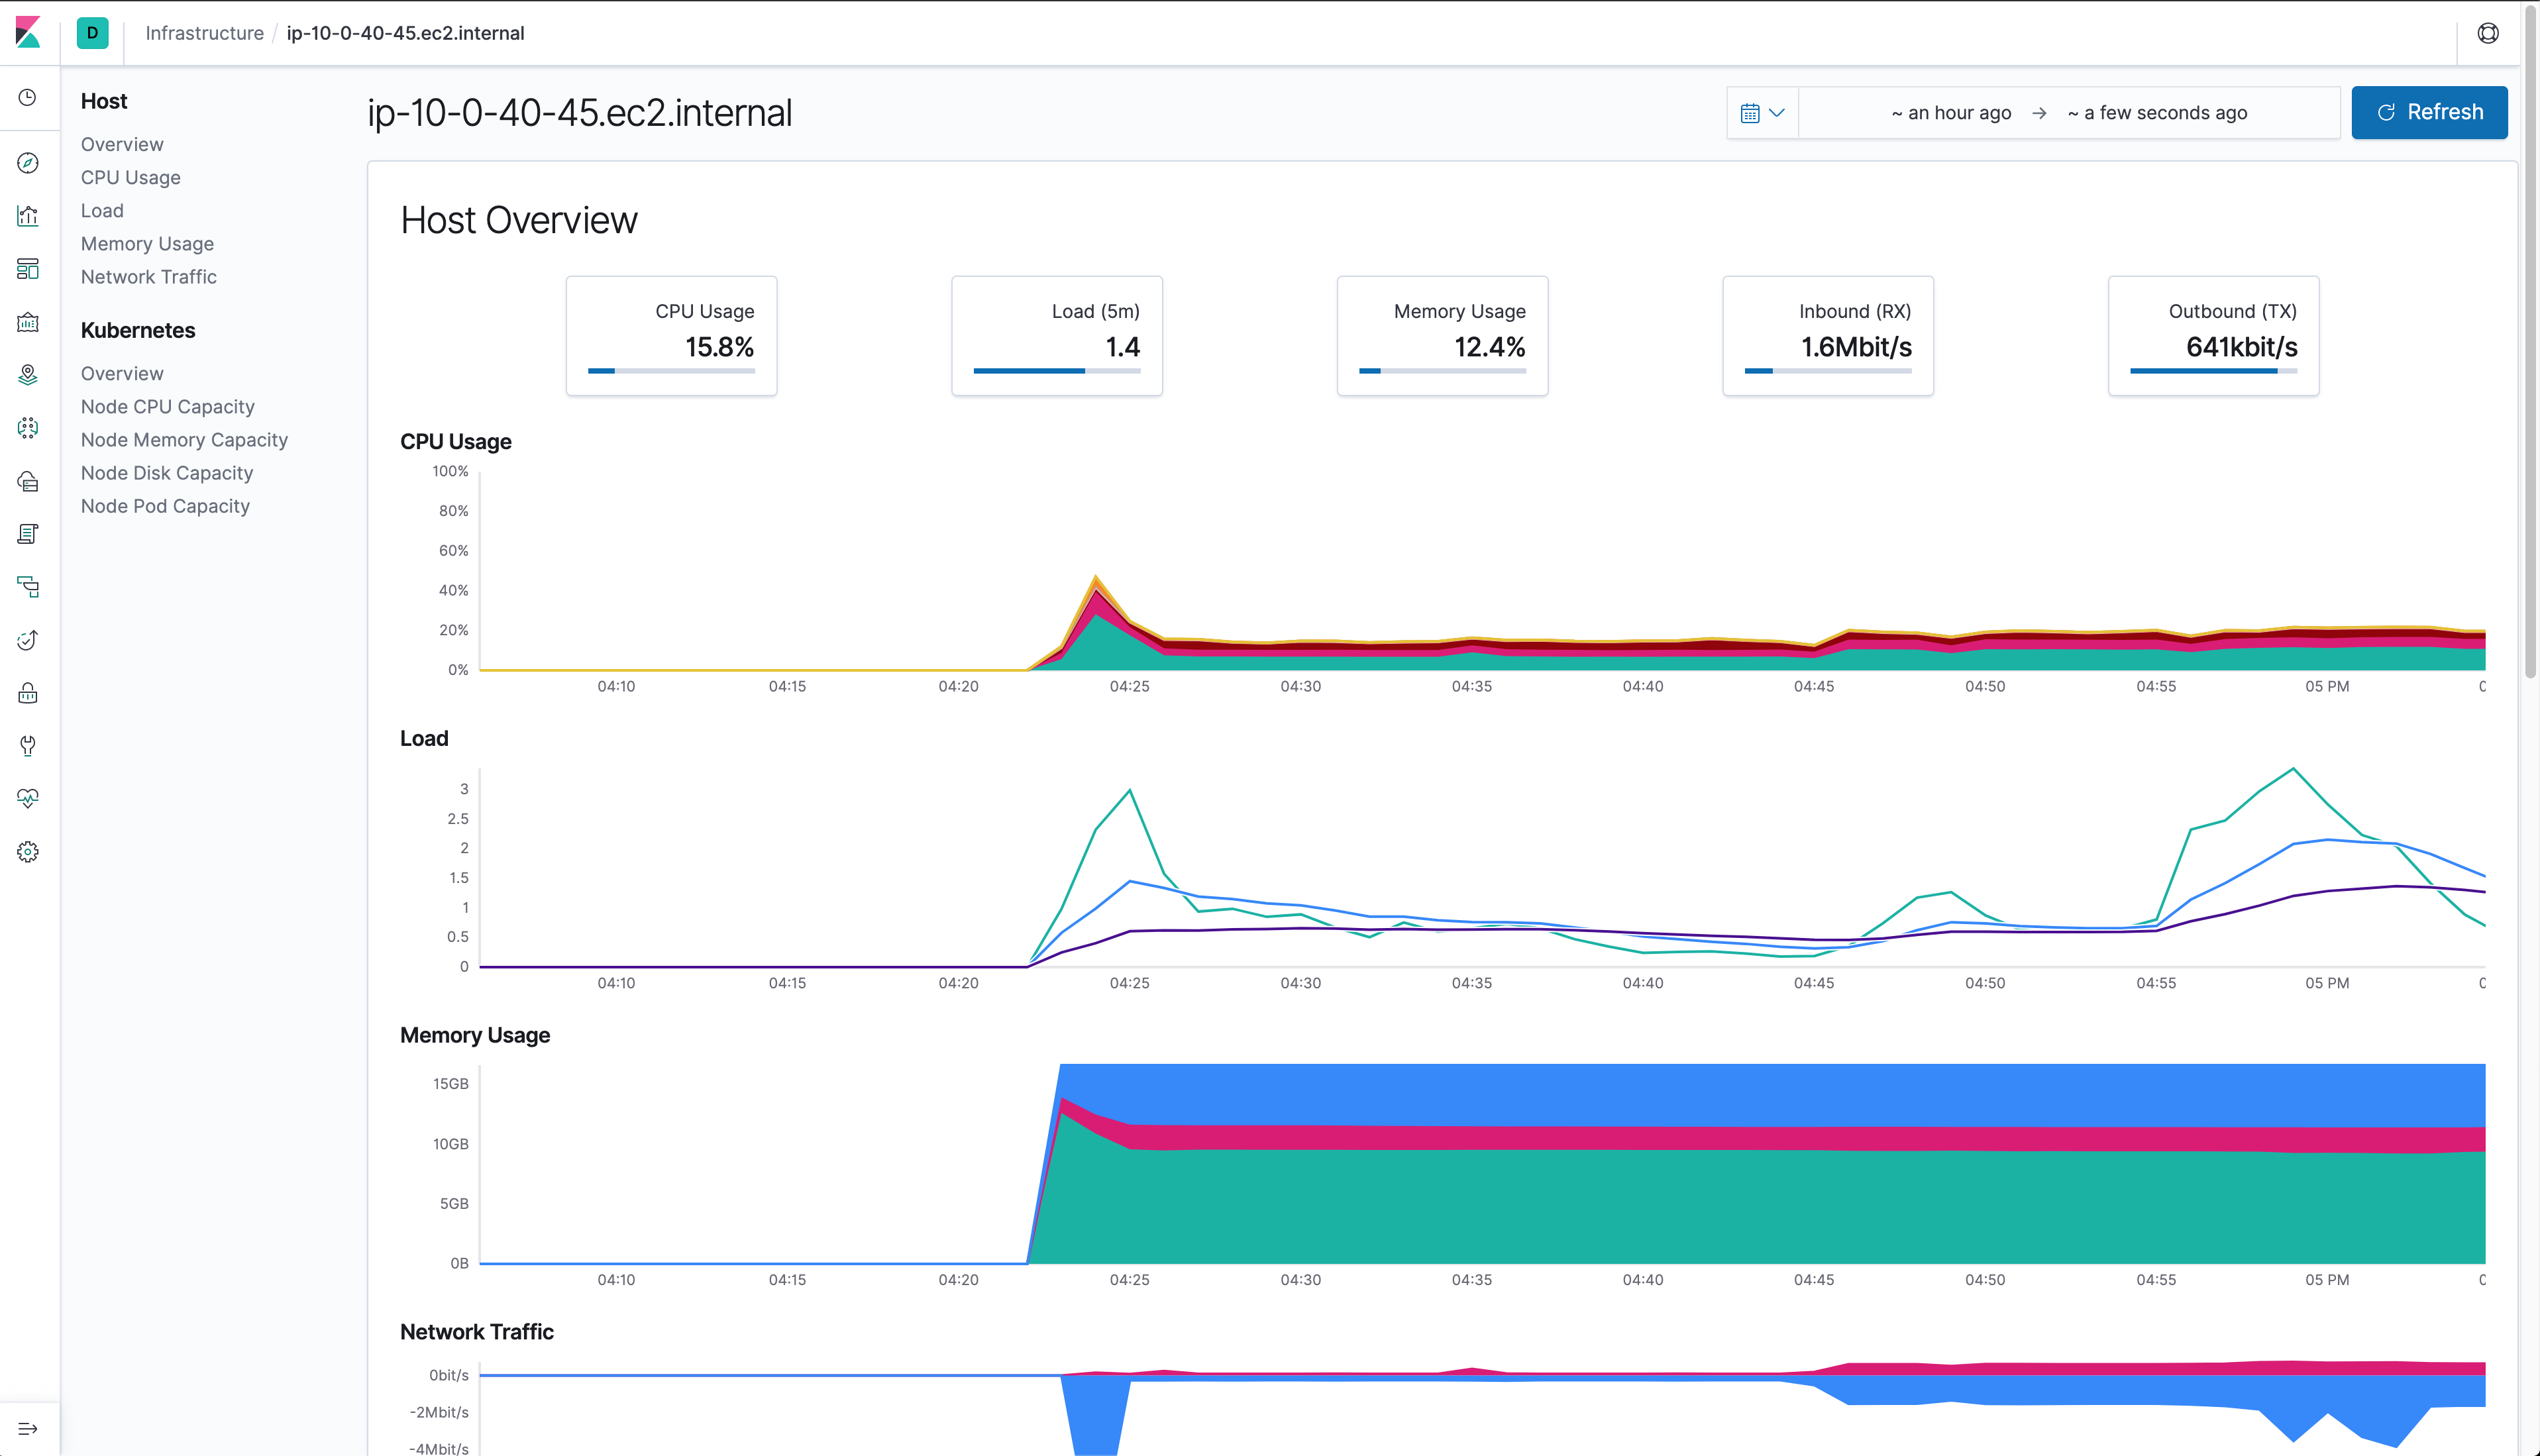 D
Infrastructure / ip-10-0-40-45.ec2.internal
Host
Overview
CPU Usage
Load
Memory Usage
Network Traffic
Kubernetes
Overview
Node CPU Capacity
Node Memory Capacity
Node Disk Capacity
Node Pod Capacity
ip-10-0-40-45.ec2.internal
~ an hour ago → ~ a few seconds ago
Refresh
Host Overview
CPU Usage
15.8%
Load (5m)
1.4
Memory Usage
12.4%
Inbound (RX)
1.6Mbit/s
Outbound (TX)
641kbit/s
CPU Usage
100%
80%
60%
40%
20%
0%
04:10 04:15 04:20 04:25 04:30 04:35 04:40 04:45 04:50 04:55 05 PM
Load
3
2.5
2
1.5
1
0.5
0
04:10 04:15 04:20 04:25 04:30 04:35 04:40 04:45 04:50 04:55 05 PM
Memory Usage
15GB
10GB
5GB
0B
04:10 04:15 04:20 04:25 04:30 04:35 04:40 04:45 04:50 04:55 05 PM
Network Traffic
0bit/s
-2Mbit/s
-4Mbit/s